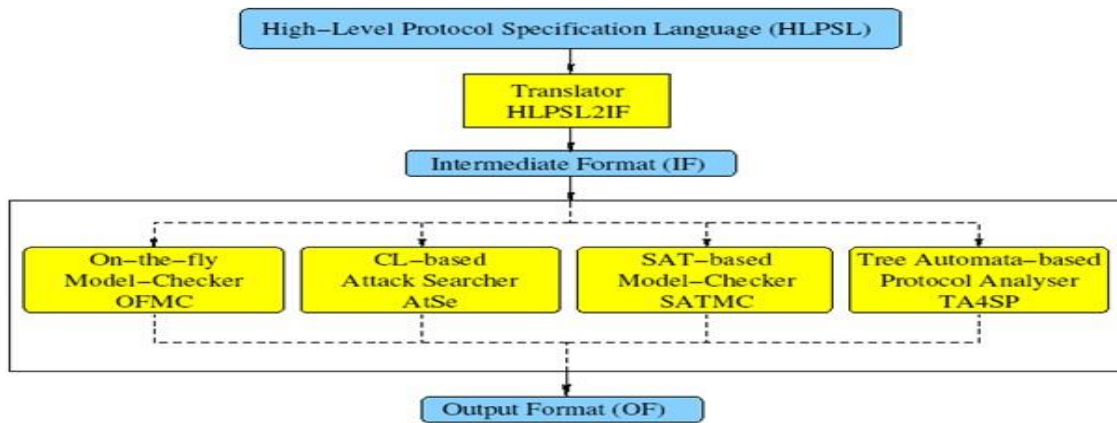 High-Level Protocol Specification Language (HLPSL)
Translator
HLPSL2IF
Intermediate Format (IF)
On-the-fly
Model-Checker
OFMC
CL-based
Attack Searcher
AtSe
SAT-based
Model-Checker
SATMC
Tree Automata-based
Protocol Analyser
TA4SP
Output Format (OF)